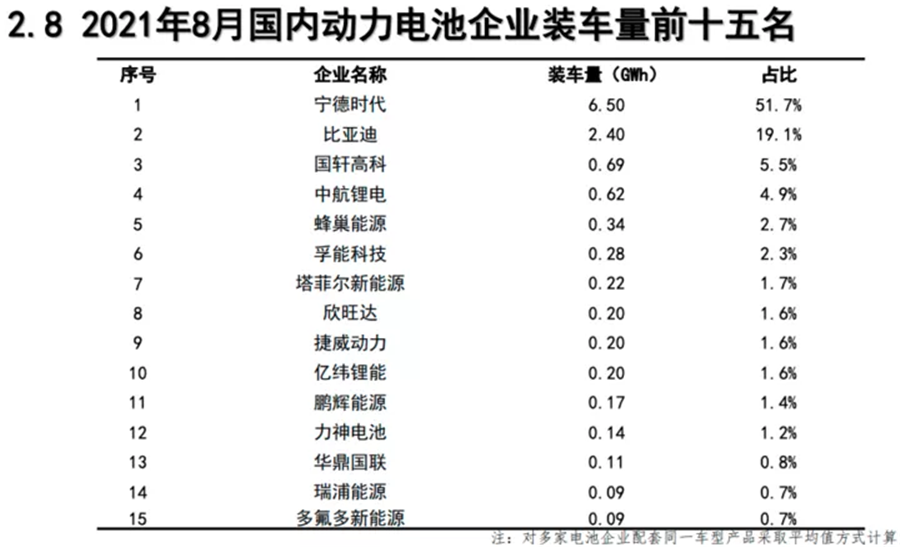 2.8 2021年8月国内动力电池企业装车量前十五名
序号 企业名称 装车量（GWh） 占比
1 宁德时代 6.50 51.7%
2 比亚迪 2.40 19.1%
3 国轩高科 0.69 5.5%
4 中航锂电 0.62 4.9%
5 蜂巢能源 0.34 2.7%
6 孚能科技 0.28 2.3%
7 塔菲尔新能源 0.22 1.7%
8 欣旺达 0.20 1.6%
9 捷威动力 0.20 1.6%
10 亿纬锂能 0.20 1.6%
11 鹏辉能源 0.17 1.4%
12 力神电池 0.14 1.2%
13 华鼎国联 0.11 0.8%
14 瑞浦能源 0.09 0.7%
15 多氟多新能源 0.09 0.7%
注：对多家电池企业配套同一车型产品采取平均值方式计算